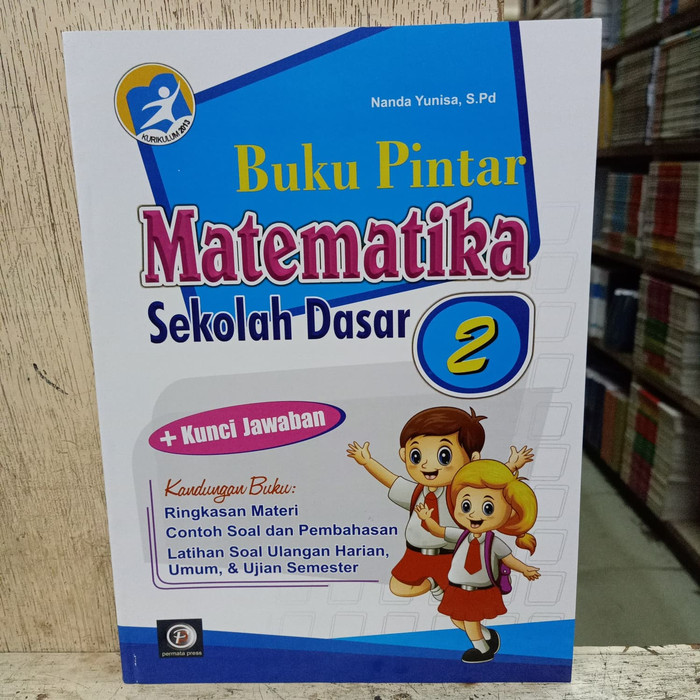 KURIKULUM 2013
Nanda Yunisa, S.Pd
Buku Pintar
Matematika
Sekolah Dasar
2
+ Kunci Jawaban
Kandungan Buku:
Ringkasan Materi
Contoh Soal dan Pembahasan
Latihan Soal Ulangan Harian,
Umum, & Ujian Semester
permata press